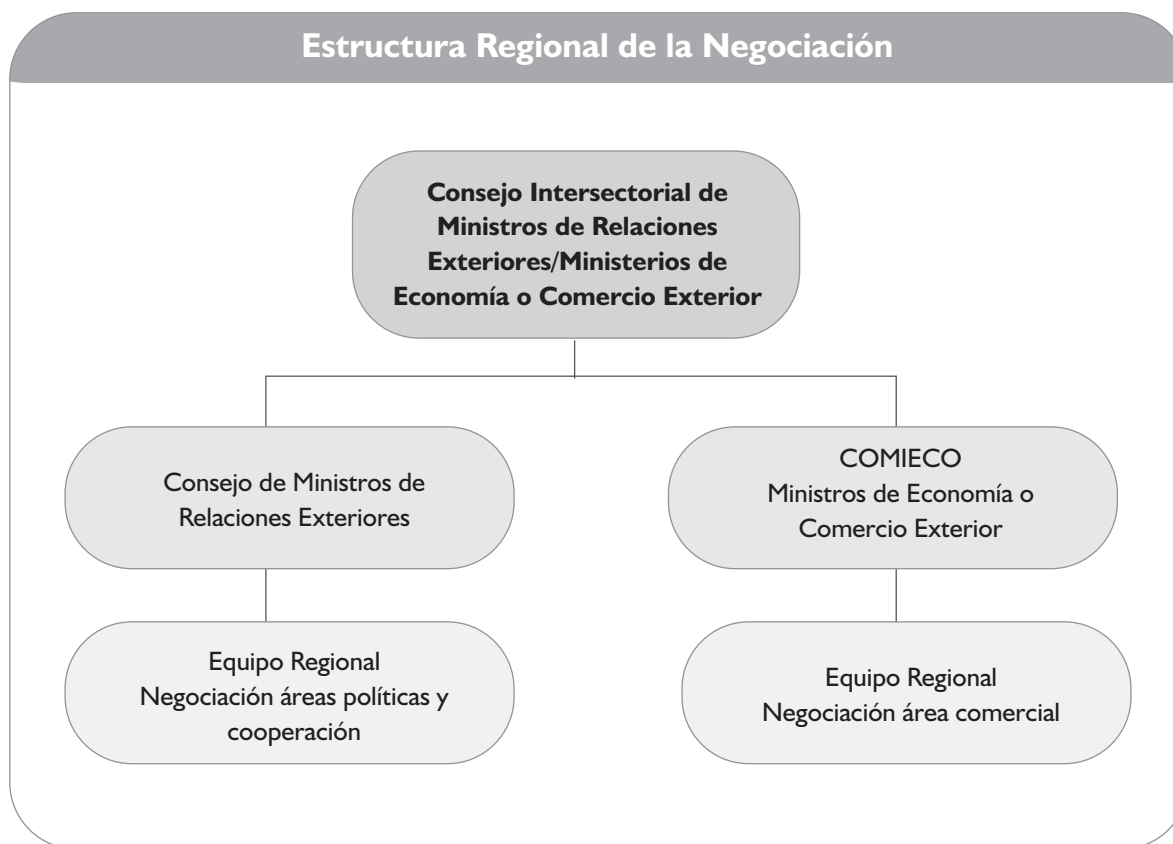 Estructura Regional de la Negociación
Consejo Intersectorial de
Ministros de Relaciones
Exteriores/Ministerios de
Economía o Comercio Exterior
Consejo de Ministros de
Relaciones Exteriores
COMIECO
Ministros de Economía o
Comercio Exterior
Equipo Regional
Negociación áreas políticas y
cooperación
Equipo Regional
Negociación área comercial